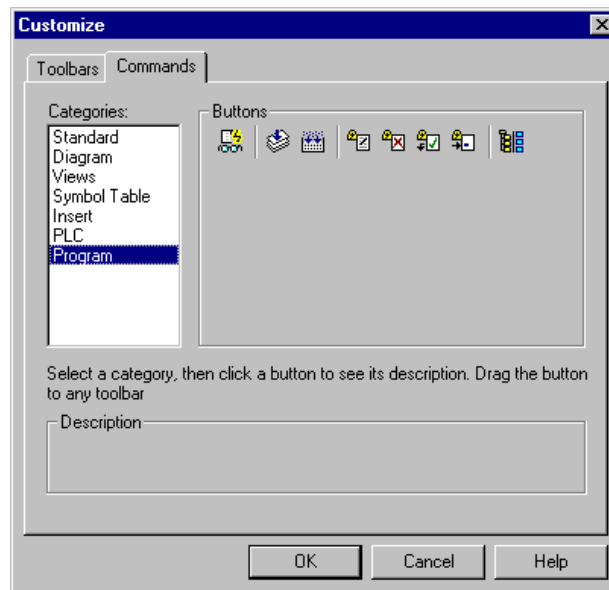 Customize
Toolbars
Commands
Categories:
Buttons
Standard
Diagram
Views
Symbol Table
Insert
PLC
Program
Select a category, then click a button to see its description. Drag the button
to any toolbar
Description
OK
Cancel
Help